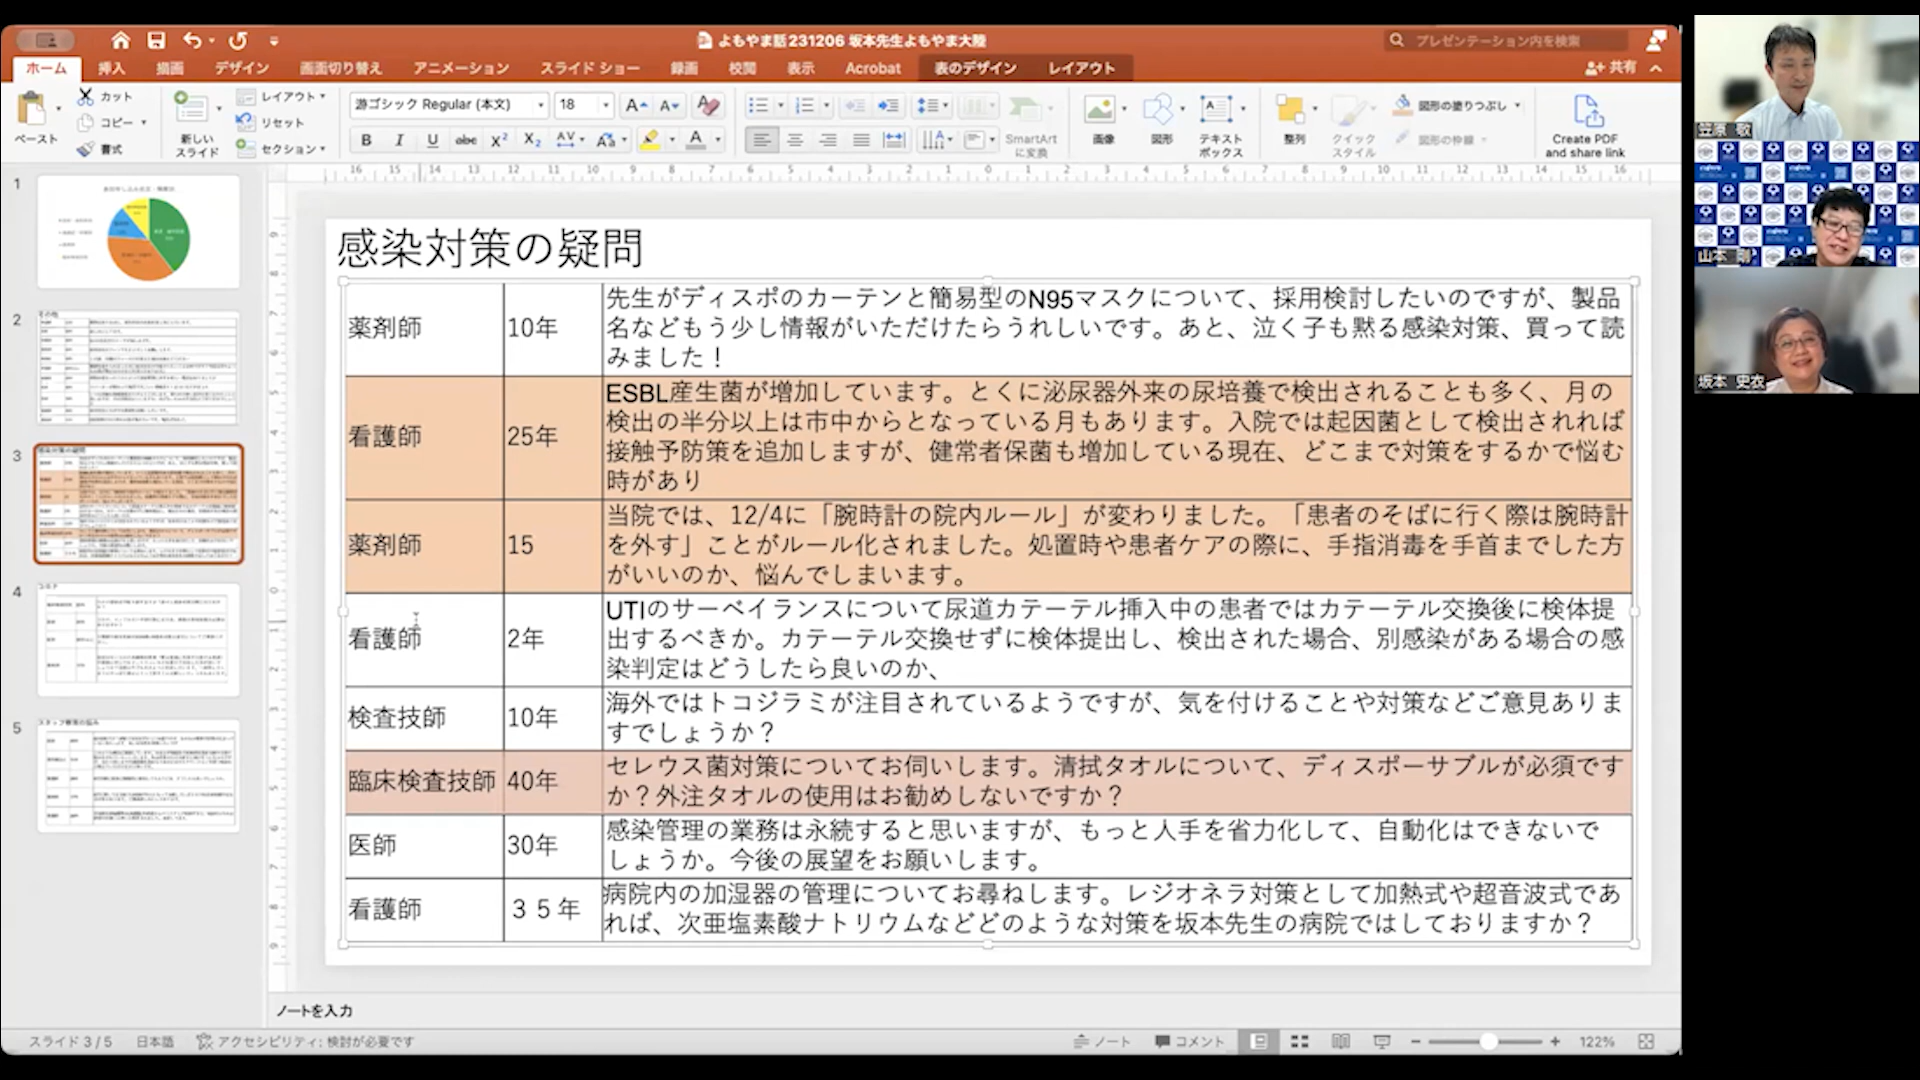 よもやま話231206 坂本先生よもやま大陸
プレゼンテーション内を検索
ホーム 挿入 描画 デザイン 画面切り替え アニメーション スライド ショー 録画 校閲 表示 Acrobat 表のデザイン レイアウト 共有
ペースト カット コピー 書式
新しい スライド レイアウト リセット セクション
游ゴシック Regular (本文) 18
SmartArt に変換 画像 図形 テキスト ボックス 整列 クイック スタイル 図形の塗りつぶし 図形の枠線
Create PDF and share link
感染対策の疑問
薬剤師 10年 先生がディスポのカーテンと簡易型のN95マスクについて、採用検討したいのですが、製品
名などもう少し情報がいただけたらうれしいです。あと、泣く子も黙る感染対策、買って読
みました！
看護師 25年 ESBL産生菌が増加しています。とくに泌尿器外来の尿培養で検出されることも多く、月の
検出の半分以上は市中からとなっている月もあります。入院では起因菌として検出されれば
接触予防策を追加しますが、健常者保菌も増加している現在、どこまで対策をするかで悩む
時があり
薬剤師 15 当院では、12/4に「腕時計の院内ルール」が変わりました。「患者のそばに行く際は腕時計
を外す」ことがルール化されました。処置時や患者ケアの際に、手指消毒を手首までした方
がいいのか、悩んでしまいます。
看護師 2年 UTIのサーベイランスについて尿道カテーテル挿入中の患者ではカテーテル交換後に検体提
出するべきか。カテーテル交換せずに検体提出し、検出された場合、別感染がある場合の感
染判定はどうしたら良いのか、
検査技師 10年 海外ではトコジラミが注目されているようですが、気を付けることや対策などご意見ありま
すでしょうか？
臨床検査技師 40年 セレウス菌対策についてお伺いします。清拭タオルについて、ディスポーサブルが必須です
か？外注タオルの使用はお勧めしないですか？
医師 30年 感染管理の業務は永続すると思いますが、もっと人手を省力化して、自動化はできないで
しょうか。今後の展望をお願いします。
看護師 ３５年 病院内の加湿器の管理についてお尋ねします。レジオネラ対策として加熱式や超音波式であ
れば、次亜塩素酸ナトリウムなどどのような対策を坂本先生の病院ではしておりますか？
ノートを入力
スライド 3 / 5 日本語 アクセシビリティ: 検討が必要です ノート コメント 122%
笠原 敬
山本 剛
坂本 史衣